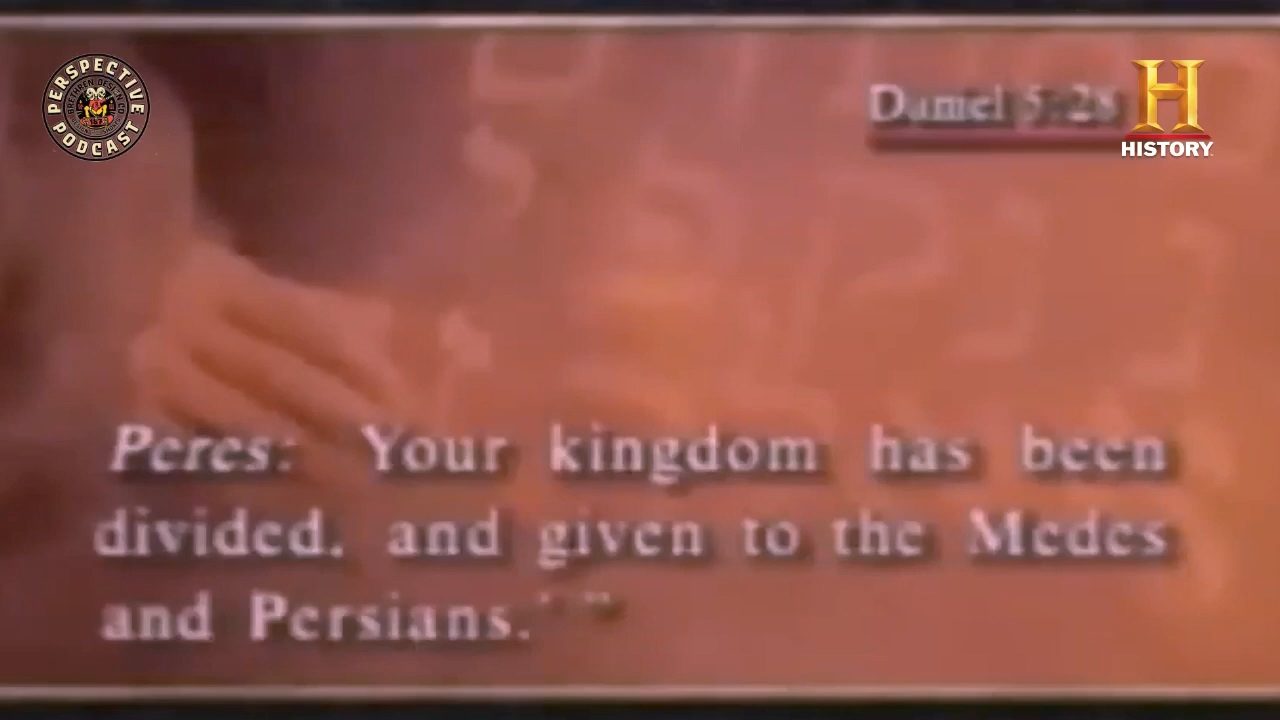 PERSPECTIVE
PODCAST
Daniel 5:28
HISTORY
Peres: Your kingdom has been
divided, and given to the Medes
and Persians.' "